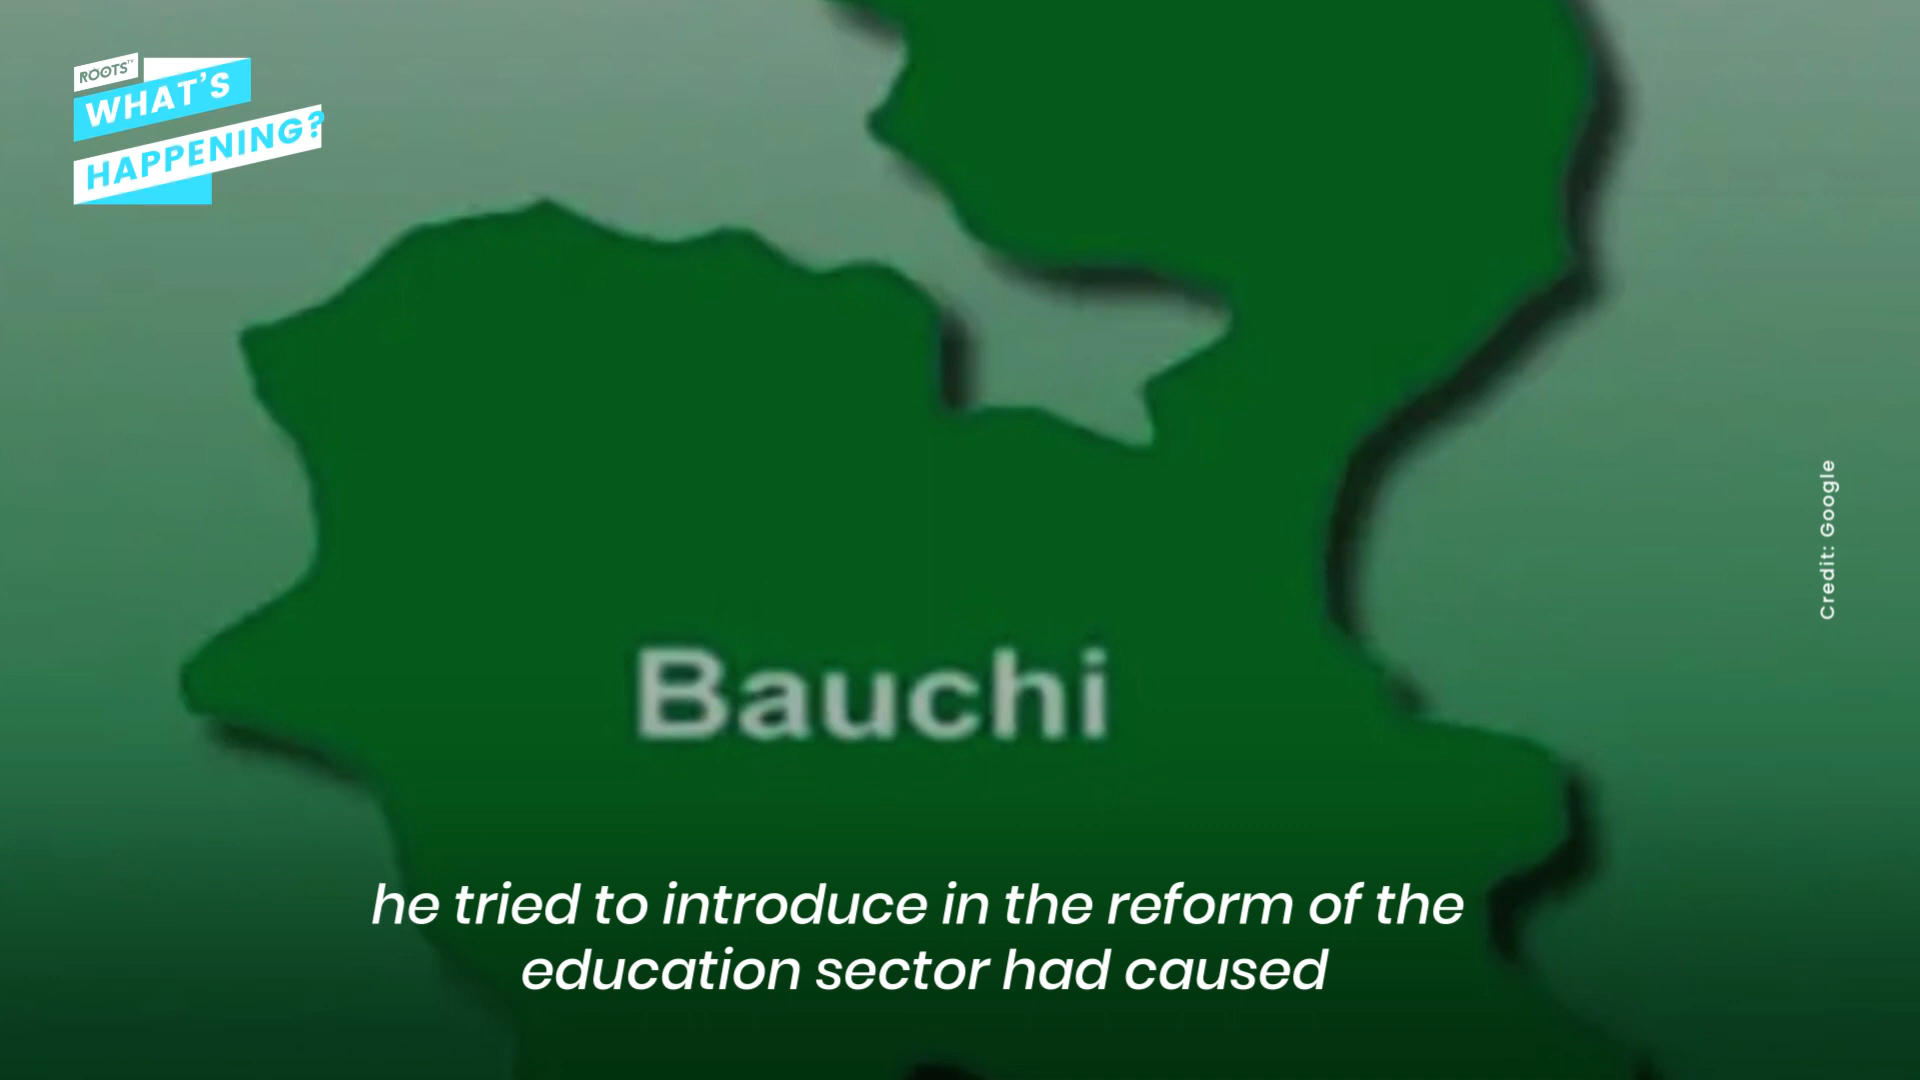 ROOTS TV
WHAT'S
HAPPENING?
Credit: Google
Bauchi
he tried to introduce in the reform of the
education sector had caused